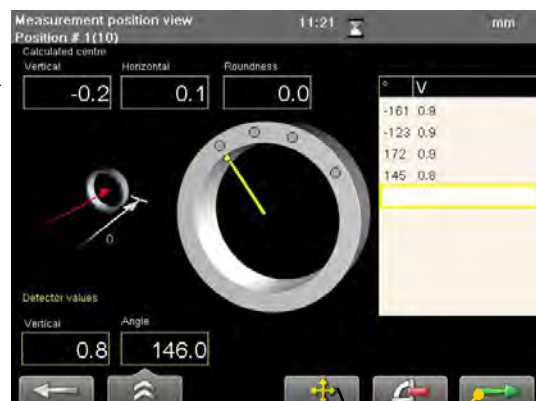 Measurement position view 11:21 mm
Position # 1(10)
Calculated centre
Vertical Horizontal Roundness
-0.2 0.1 0.0
° V
-161 0.9
-123 0.9
172 0.9
145 0.8
0
Detector values
Vertical Angle
0.8 146.0